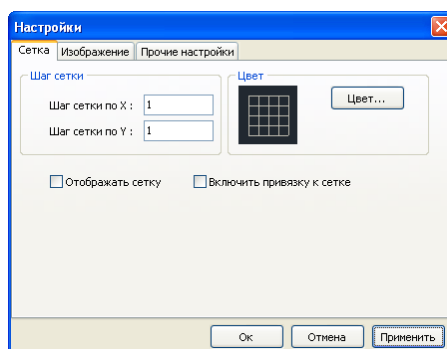 Настройки
Сетка Изображение Прочие настройки
Шаг сетки
Цвет
Шаг сетки по X : 1
Цвет...
Шаг сетки по Y : 1
Отображать сетку
Включить привязку к сетке
Ок Отмена Применить